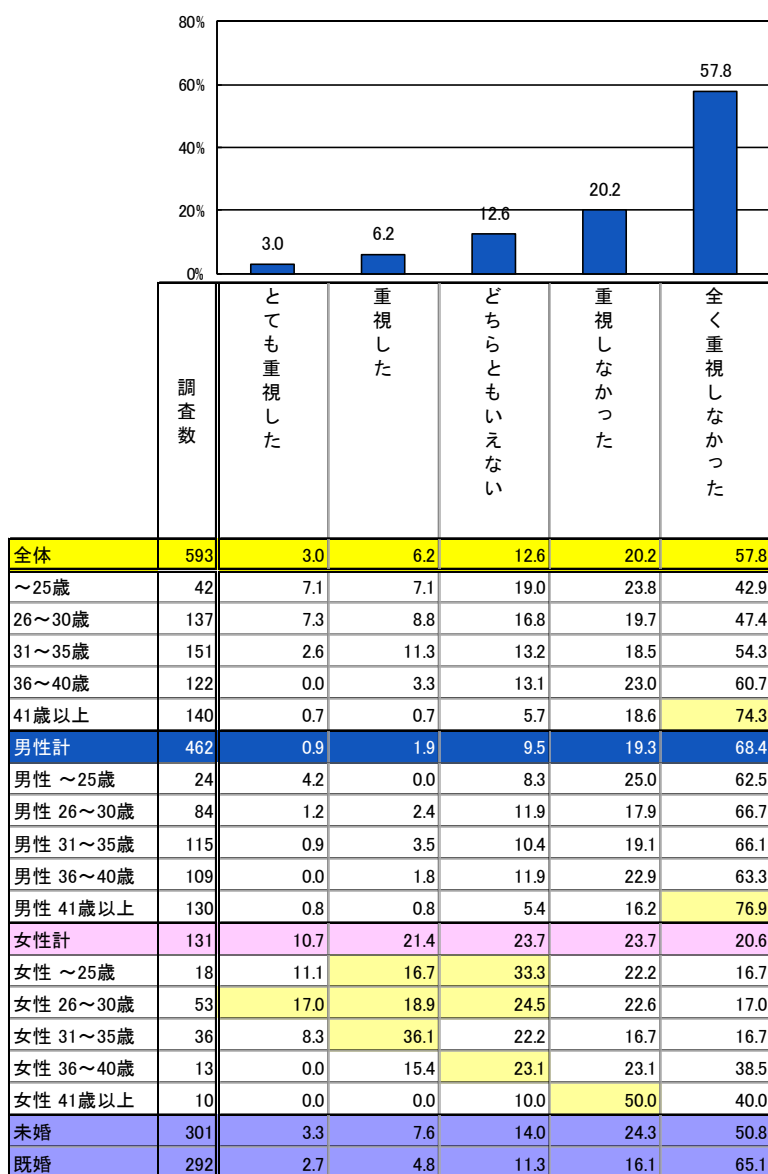 80%
60%
40%
20%
0%
3.0
6.2
12.6
20.2
57.8
調査数
とても重視した
重視した
どちらともいえない
重視しなかった
全く重視しなかった
全体 593 3.0 6.2 12.6 20.2 57.8
～25歳 42 7.1 7.1 19.0 23.8 42.9
26～30歳 137 7.3 8.8 16.8 19.7 47.4
31～35歳 151 2.6 11.3 13.2 18.5 54.3
36～40歳 122 0.0 3.3 13.1 23.0 60.7
41歳以上 140 0.7 0.7 5.7 18.6 74.3
男性計 462 0.9 1.9 9.5 19.3 68.4
男性 ～25歳 24 4.2 0.0 8.3 25.0 62.5
男性 26～30歳 84 1.2 2.4 11.9 17.9 66.7
男性 31～35歳 115 0.9 3.5 10.4 19.1 66.1
男性 36～40歳 109 0.0 1.8 11.9 22.9 63.3
男性 41歳以上 130 0.8 0.8 5.4 16.2 76.9
女性計 131 10.7 21.4 23.7 23.7 20.6
女性 ～25歳 18 11.1 16.7 33.3 22.2 16.7
女性 26～30歳 53 17.0 18.9 24.5 22.6 17.0
女性 31～35歳 36 8.3 36.1 22.2 16.7 16.7
女性 36～40歳 13 0.0 15.4 23.1 23.1 38.5
女性 41歳以上 10 0.0 0.0 10.0 50.0 40.0
未婚 301 3.3 7.6 14.0 24.3 50.8
既婚 292 2.7 4.8 11.3 16.1 65.1